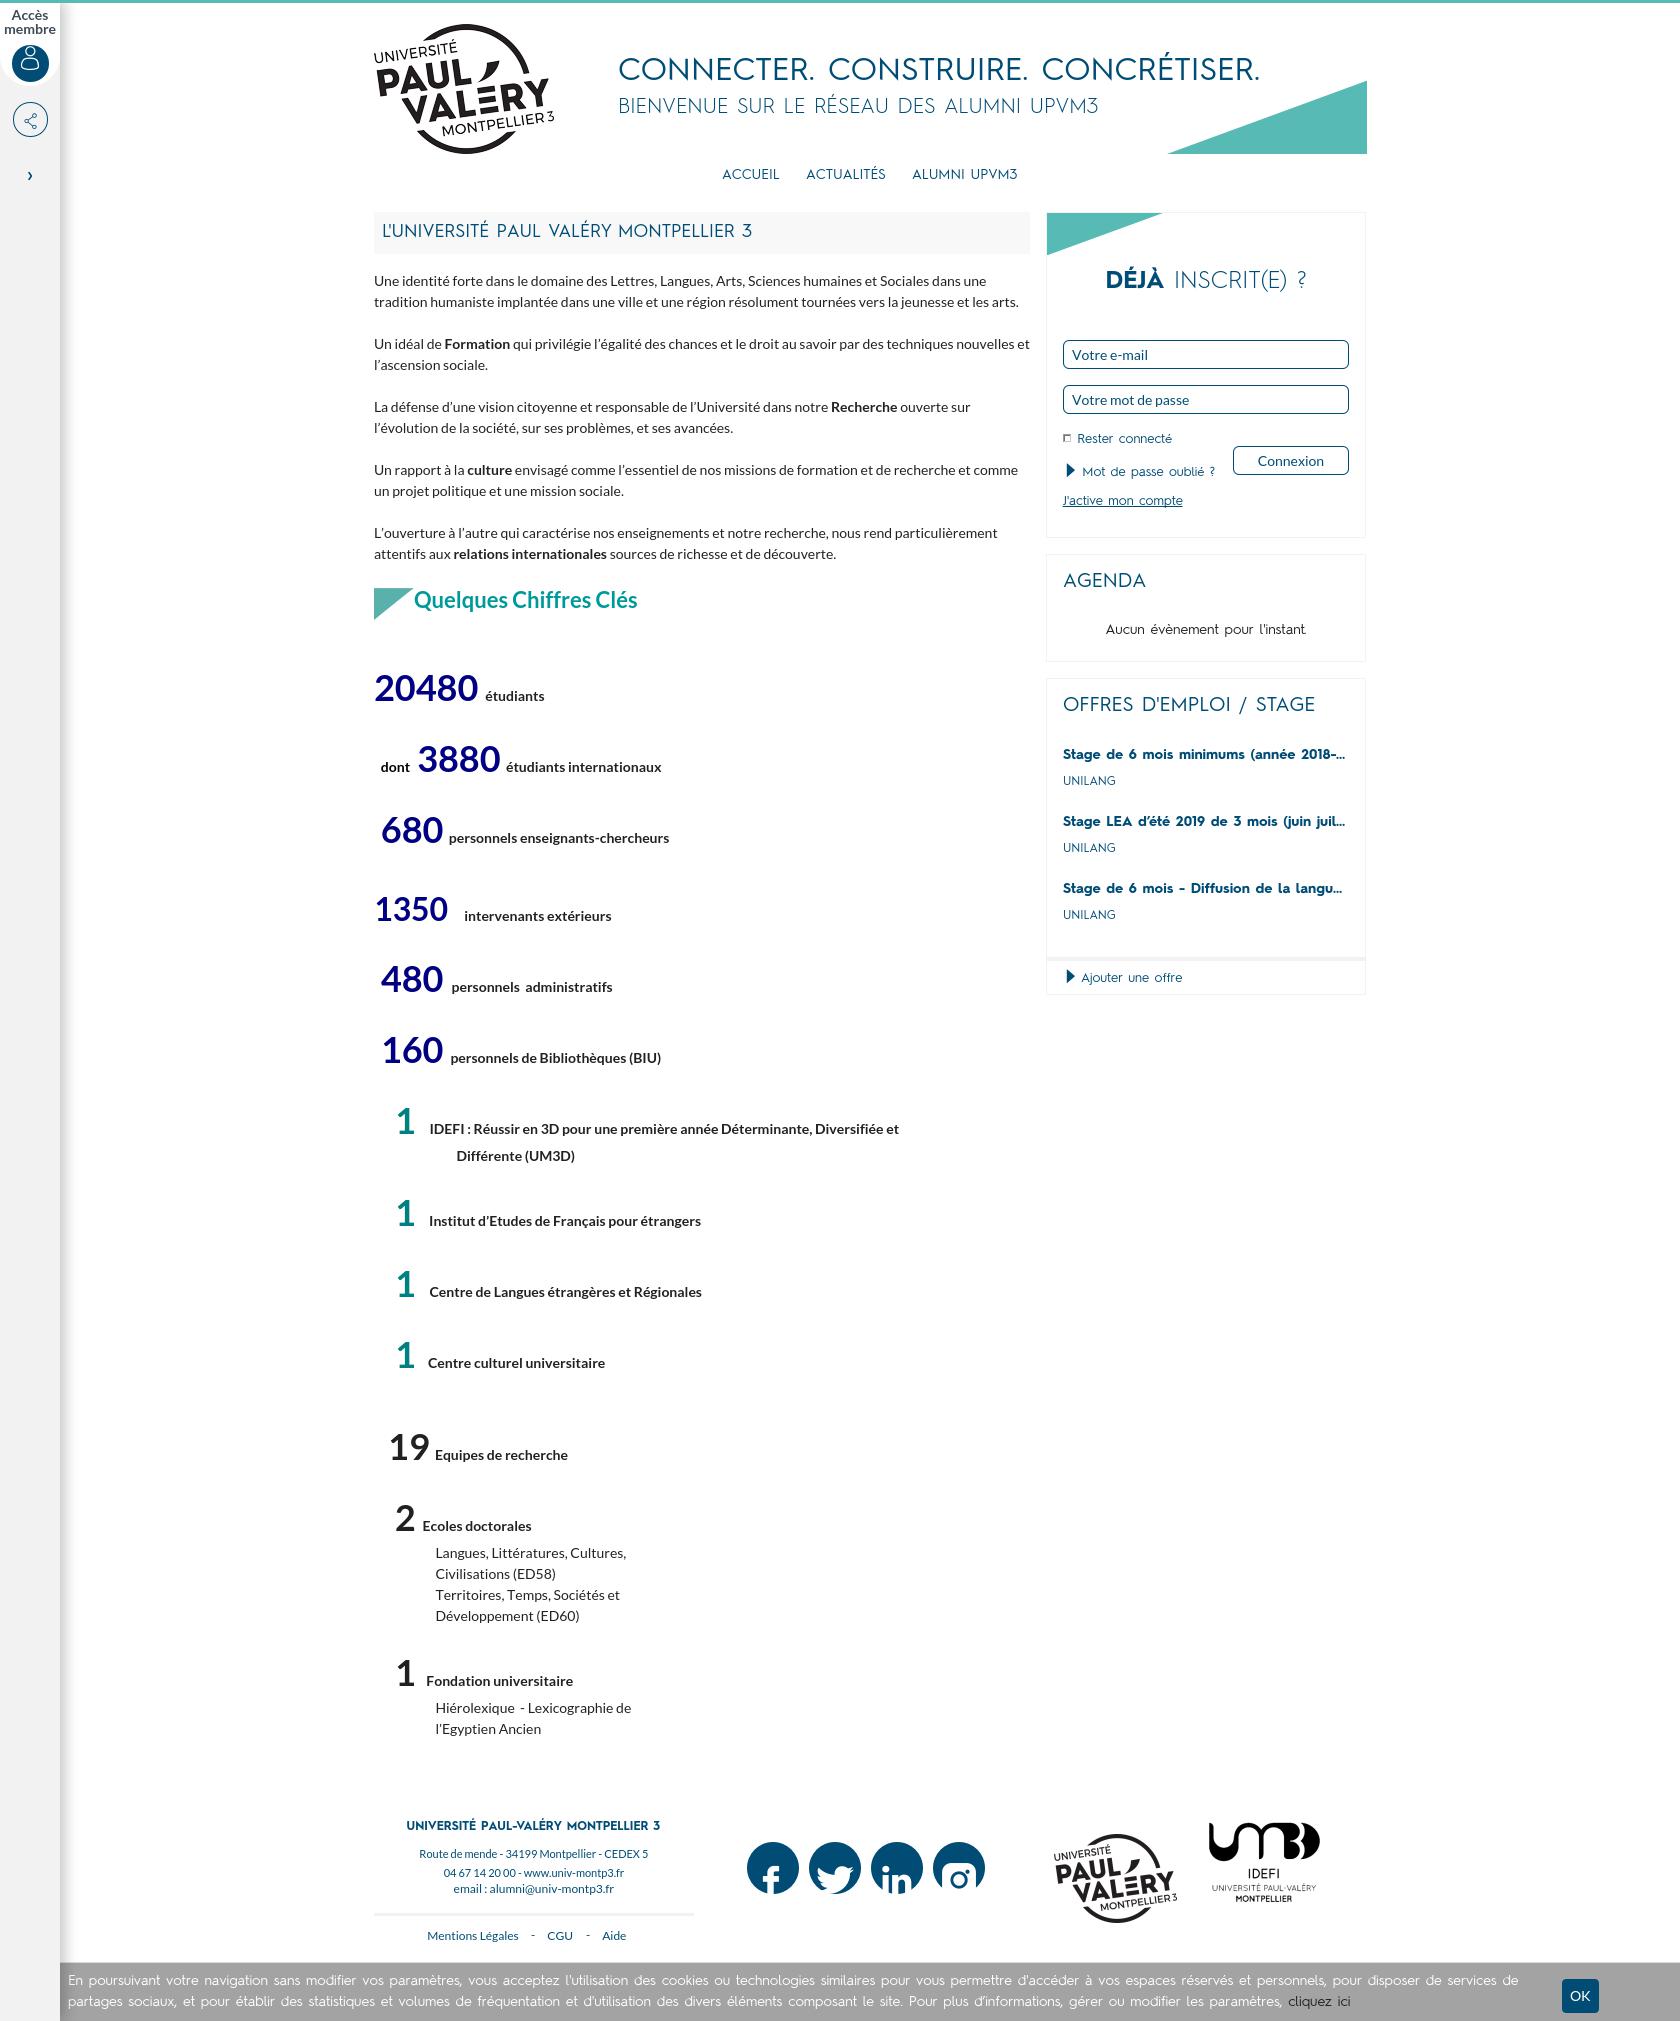 Accès
membre
UNIVERSITÉ
PAUL
VALÉRY
MONTPELLIER 3
CONNECTER. CONSTRUIRE. CONCRÉTISER.
BIENVENUE SUR LE RÉSEAU DES ALUMNI UPVM3
ACCUEIL ACTUALITÉS ALUMNI UPVM3
L'UNIVERSITÉ PAUL VALÉRY MONTPELLIER 3
Une identité forte dans le domaine des Lettres, Langues, Arts, Sciences humaines et Sociales dans une
tradition humaniste implantée dans une ville et une région résolument tournées vers la jeunesse et les arts.
Un idéal de Formation qui privilégie l’égalité des chances et le droit au savoir par des techniques nouvelles et
l’ascension sociale.
La défense d’une vision citoyenne et responsable de l’Université dans notre Recherche ouverte sur
l’évolution de la société, sur ses problèmes, et ses avancées.
Un rapport à la culture envisagé comme l’essentiel de nos missions de formation et de recherche et comme
un projet politique et une mission sociale.
L’ouverture à l’autre qui caractérise nos enseignements et notre recherche, nous rend particulièrement
attentifs aux relations internationales sources de richesse et de découverte.
Quelques Chiffres Clés
20480 étudiants
dont 3880 étudiants internationaux
680 personnels enseignants-chercheurs
1350 intervenants extérieurs
480 personnels administratifs
160 personnels de Bibliothèques (BIU)
1 IDEFI : Réussir en 3D pour une première année Déterminante, Diversifiée et
Différente (UM3D)
1 Institut d’Etudes de Français pour étrangers
1 Centre de Langues étrangères et Régionales
1 Centre culturel universitaire
19 Equipes de recherche
2 Ecoles doctorales
Langues, Littératures, Cultures,
Civilisations (ED58)
Territoires, Temps, Sociétés et
Développement (ED60)
1 Fondation universitaire
Hiérolexique - Lexicographie de
l’Egyptien Ancien
DÉJÀ INSCRIT(E) ?
Votre e-mail
Votre mot de passe
Rester connecté
Connexion
Mot de passe oublié ?
J'active mon compte
AGENDA
Aucun évènement pour l'instant.
OFFRES D'EMPLOI / STAGE
Stage de 6 mois minimums (année 2018-...
UNILANG
Stage LEA d’été 2019 de 3 mois (juin juil...
UNILANG
Stage de 6 mois - Diffusion de la langu...
UNILANG
Ajouter une offre
UNIVERSITÉ PAUL-VALÉRY MONTPELLIER 3
Route de mende - 34199 Montpellier - CEDEX 5
04 67 14 20 00 - www.univ-montp3.fr
email : alumni@univ-montp3.fr
Mentions Légales - CGU - Aide
UNIVERSITÉ
PAUL
VALÉRY
MONTPELLIER 3
UM3D
IDEFI
UNIVERSITÉ PAUL-VALÉRY
MONTPELLIER
En poursuivant votre navigation sans modifier vos paramètres, vous acceptez l'utilisation des cookies ou technologies similaires pour vous permettre d'accéder à vos espaces réservés et personnels, pour disposer de services de
partages sociaux, et pour établir des statistiques et volumes de fréquentation et d'utilisation des divers éléments composant le site. Pour plus d’informations, gérer ou modifier les paramètres, cliquez ici
OK